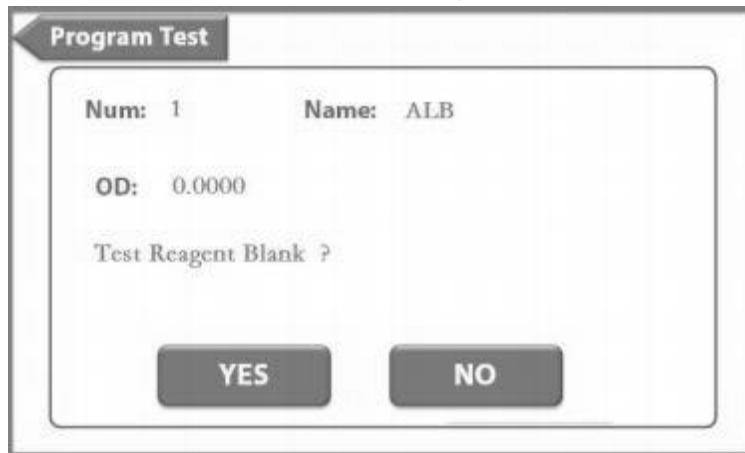 Program Test
Num: 1 Name: ALB
OD: 0.0000
Test Reagent Blank ?
YES NO